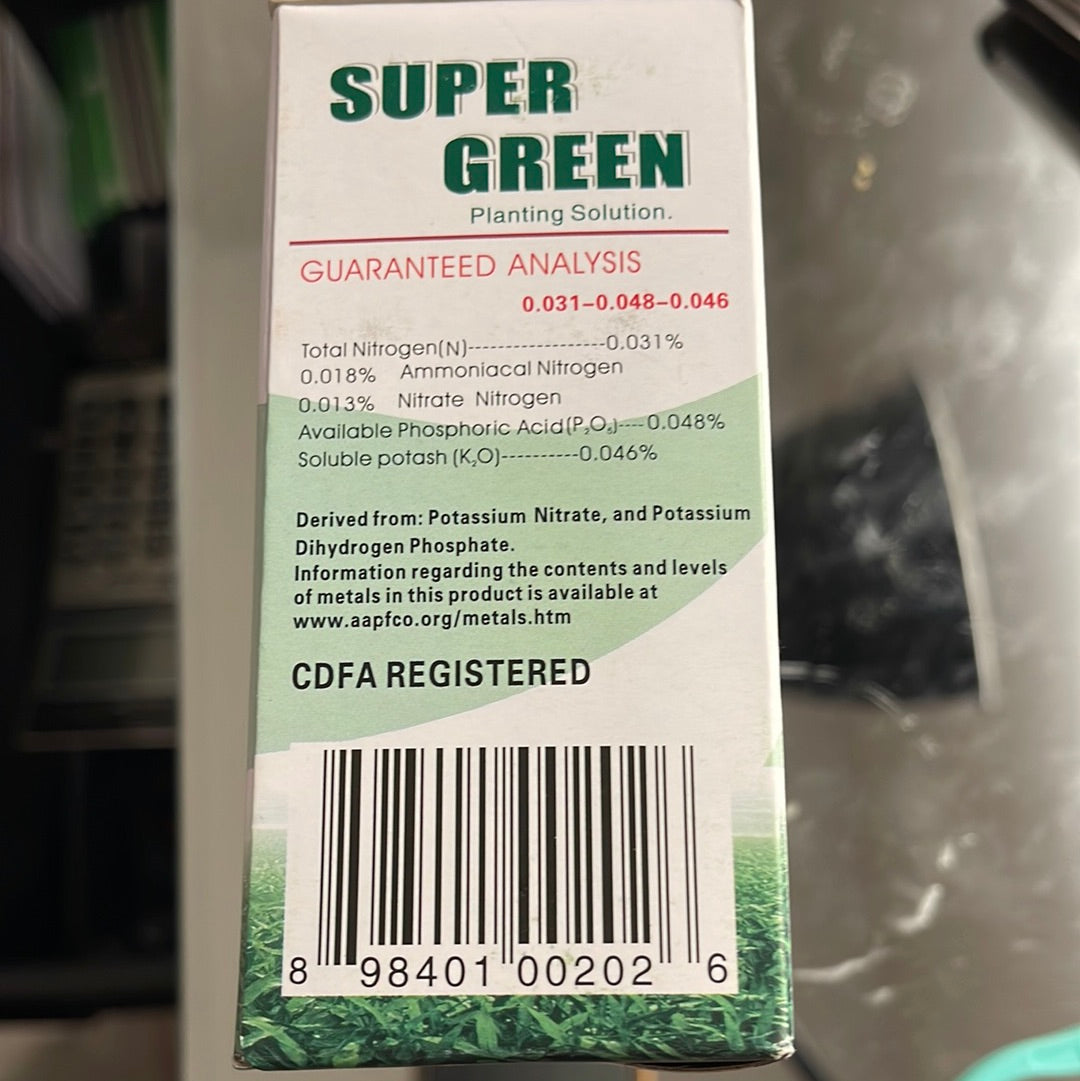 SUPER
GREEN
Planting Solution.
GUARANTEED ANALYSIS
0.031-0.048-0.046
Total Nitrogen(N)-------------------0.031%
0.018% Ammoniacal Nitrogen
0.013% Nitrate Nitrogen
Available Phosphoric Acid(P₂O₅)----0.048%
Soluble potash (K₂O)----------0.046%
Derived from: Potassium Nitrate, and Potassium
Dihydrogen Phosphate.
Information regarding the contents and levels
of metals in this product is available at
www.aapfco.org/metals.htm
CDFA REGISTERED
8 98401 00202 6